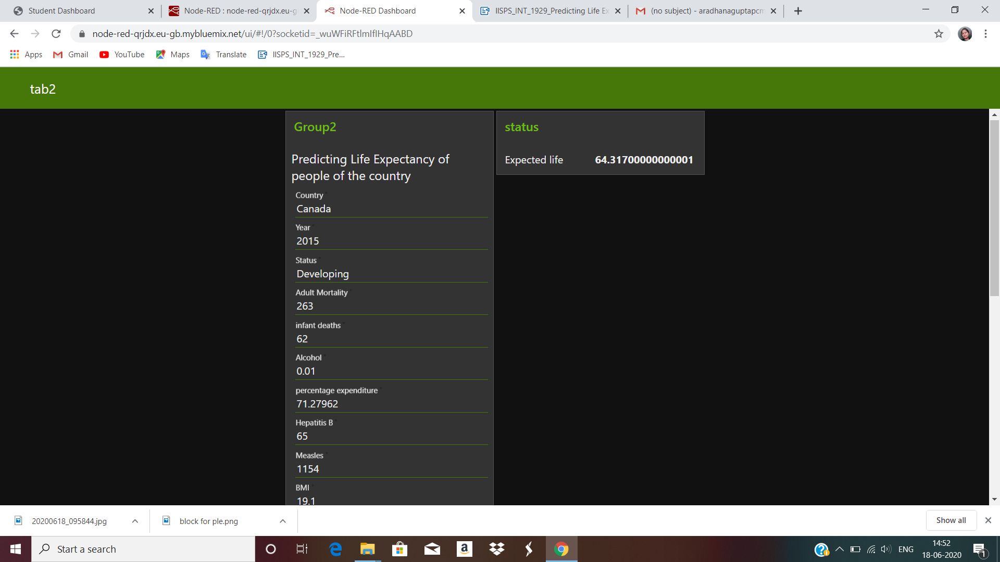 Student Dashboard
Node-RED : node-red-qrjdx.eu-g
Node-RED Dashboard
IISPS_INT_1929_Predicting Life Ex
(no subject) - aradhanaguptapcm
node-red-qrjdx.eu-gb.mybluemix.net/ui/#!/0?socketid=_wuWFiRFtlmIfIHqAABD
Apps
Gmail
YouTube
Maps
Translate
IISPS_INT_1929_Pre...
tab2
Group2
Predicting Life Expectancy of
people of the country
Country
Canada
Year
2015
Status
Developing
Adult Mortality
263
infant deaths
62
Alcohol
0.01
percentage expenditure
71.27962
Hepatitis B
65
Measles
1154
BMI
19.1
status
Expected life 64.31700000000001
20200618_095844.jpg
block for ple.png
Show all
Start a search
ENG
14:52
18-06-2020
1